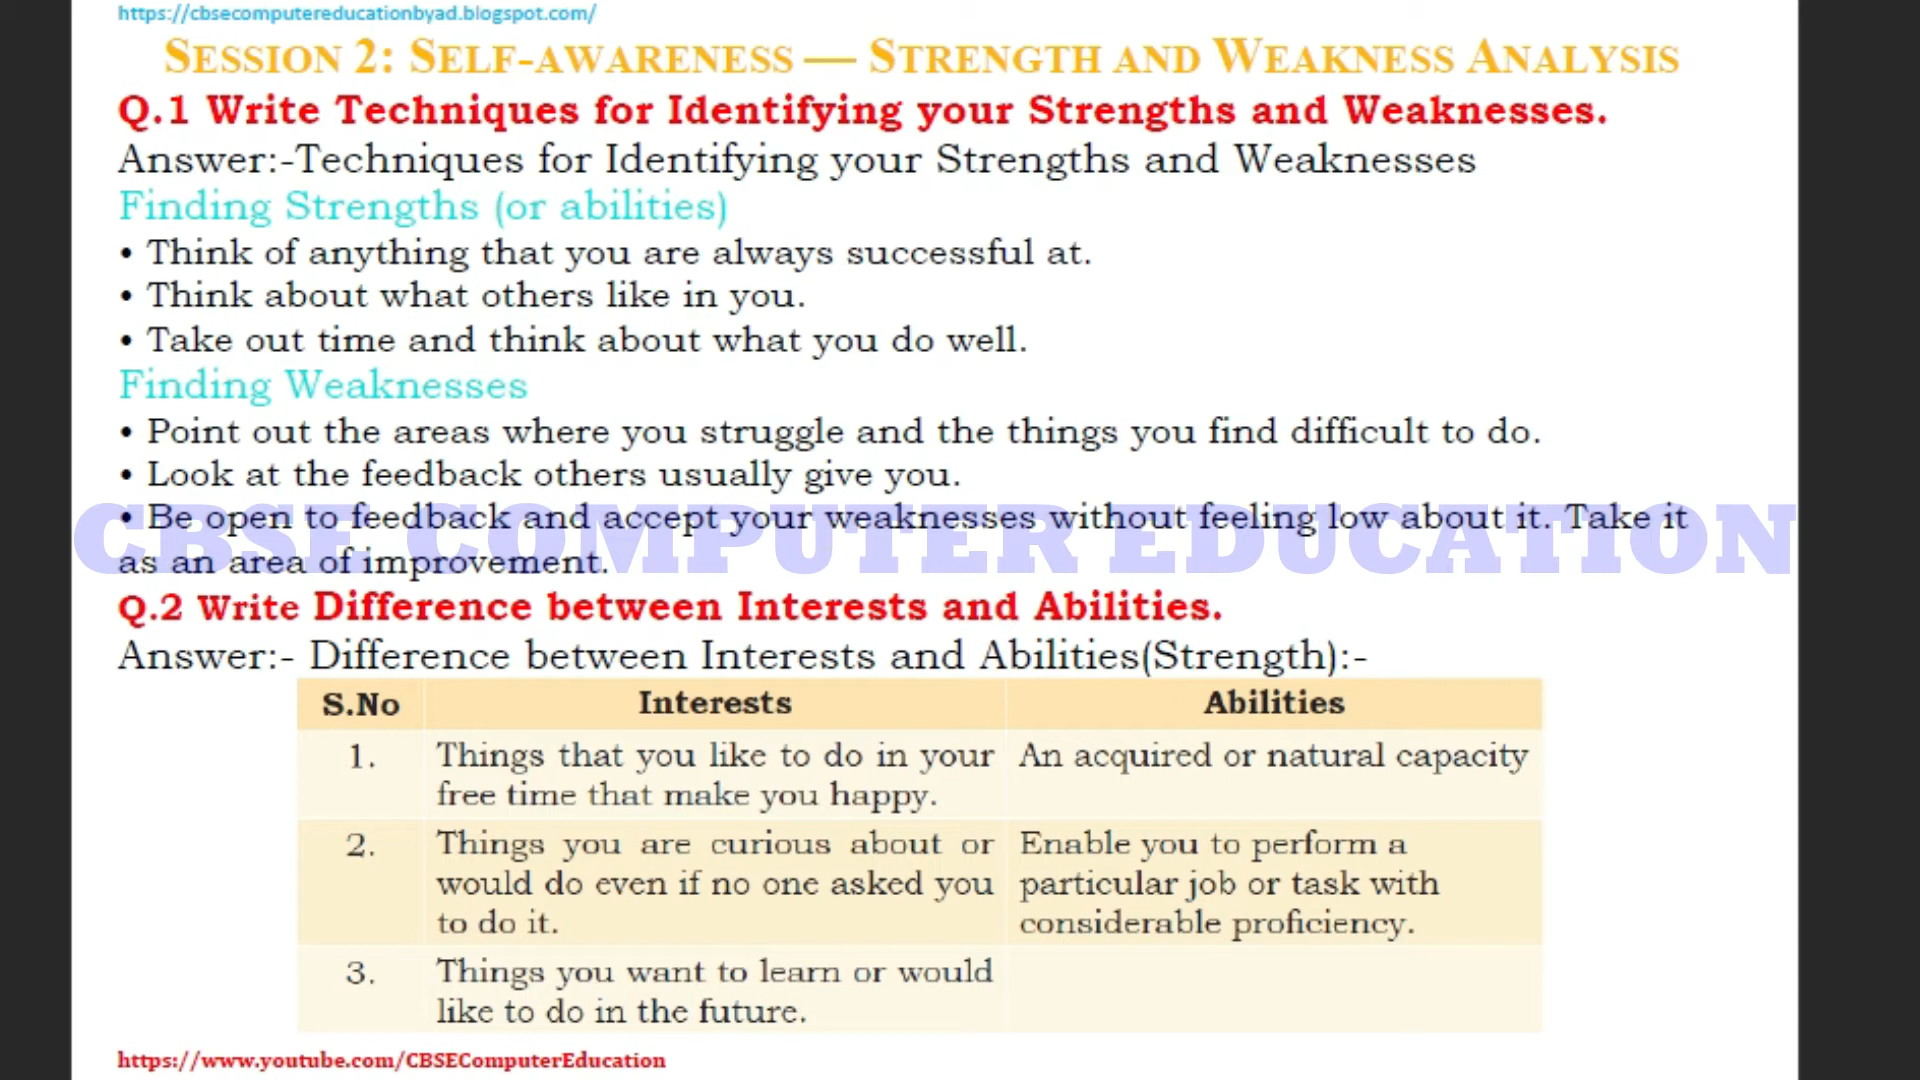 https://cbsecomputereducationbyad.blogspot.com/
SESSION 2: SELF-AWARENESS — STRENGTH AND WEAKNESS ANALYSIS
Q.1 Write Techniques for Identifying your Strengths and Weaknesses.
Answer:-Techniques for Identifying your Strengths and Weaknesses
Finding Strengths (or abilities)
• Think of anything that you are always successful at.
• Think about what others like in you.
• Take out time and think about what you do well.
Finding Weaknesses
• Point out the areas where you struggle and the things you find difficult to do.
• Look at the feedback others usually give you.
• Be open to feedback and accept your weaknesses without feeling low about it. Take it
as an area of improvement.
CBSE COMPUTER EDUCATION
Q.2 Write Difference between Interests and Abilities.
Answer:- Difference between Interests and Abilities(Strength):-
S.No Interests Abilities
1. Things that you like to do in your An acquired or natural capacity
free time that make you happy.
2. Things you are curious about or Enable you to perform a
would do even if no one asked you particular job or task with
to do it. considerable proficiency.
3. Things you want to learn or would
like to do in the future.
https://www.youtube.com/CBSEComputerEducation